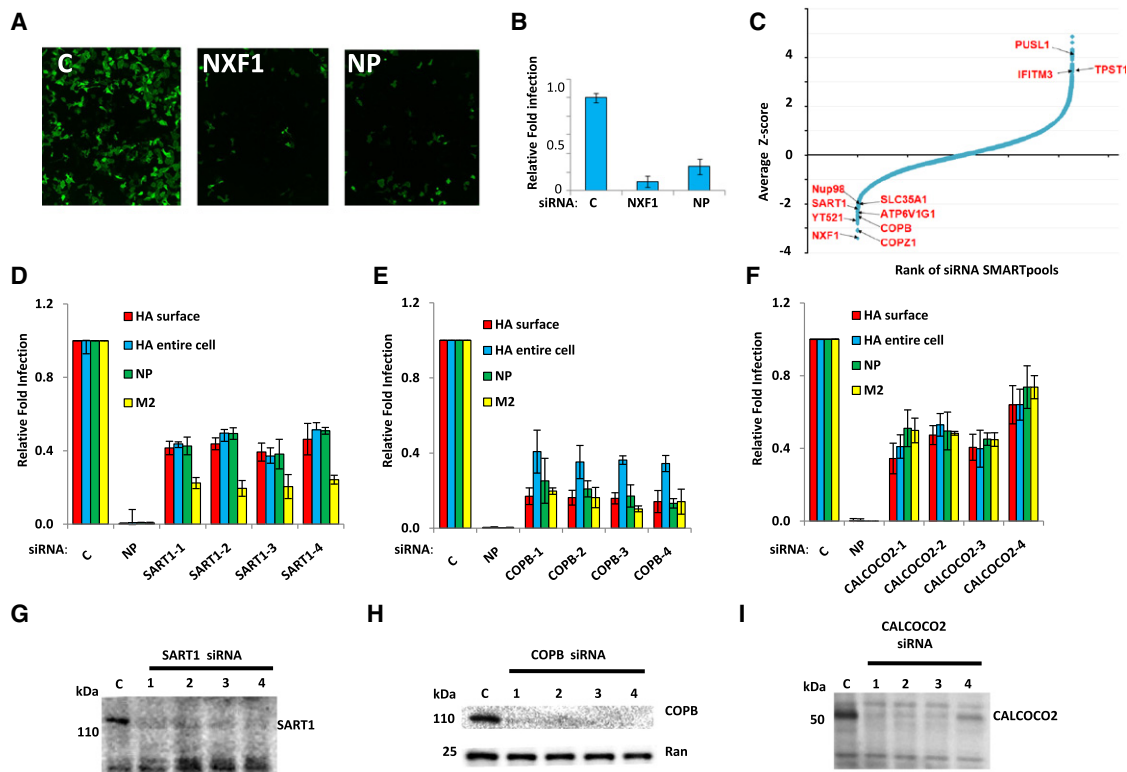 A
C
NXF1
NP
B
Relative Fold infection
1.0
0.5
0
siRNA:
C
NXF1
NP
C
Average Z-score
4
2
0
-2
-4
PUSL1
IFITM3
TPST1
Nup98
SART1
YT521
NXF1
SLC35A1
ATP6V1G1
COPB
COPZ1
Rank of siRNA SMARTpools
D
Relative Fold Infection
1.2
0.8
0.4
0.0
HA surface
HA entire cell
NP
M2
siRNA:
C
NP
SART1-1
SART1-2
SART1-3
SART1-4
E
Relative Fold Infection
1.2
0.8
0.4
0.0
HA surface
HA entire cell
NP
M2
siRNA:
C
NP
COPB-1
COPB-2
COPB-3
COPB-4
F
Relative Fold Infection
1.2
0.8
0.4
0.0
HA surface
HA entire cell
NP
M2
siRNA:
C
NP
CALCOCO2-1
CALCOCO2-2
CALCOCO2-3
CALCOCO2-4
G
SART1 siRNA
kDa
C 1 2 3 4
110
SART1
H
COPB siRNA
kDa
C 1 2 3 4
110
COPB
25
Ran
I
CALCOCO2
siRNA
kDa
C 1 2 3 4
50
CALCOCO2